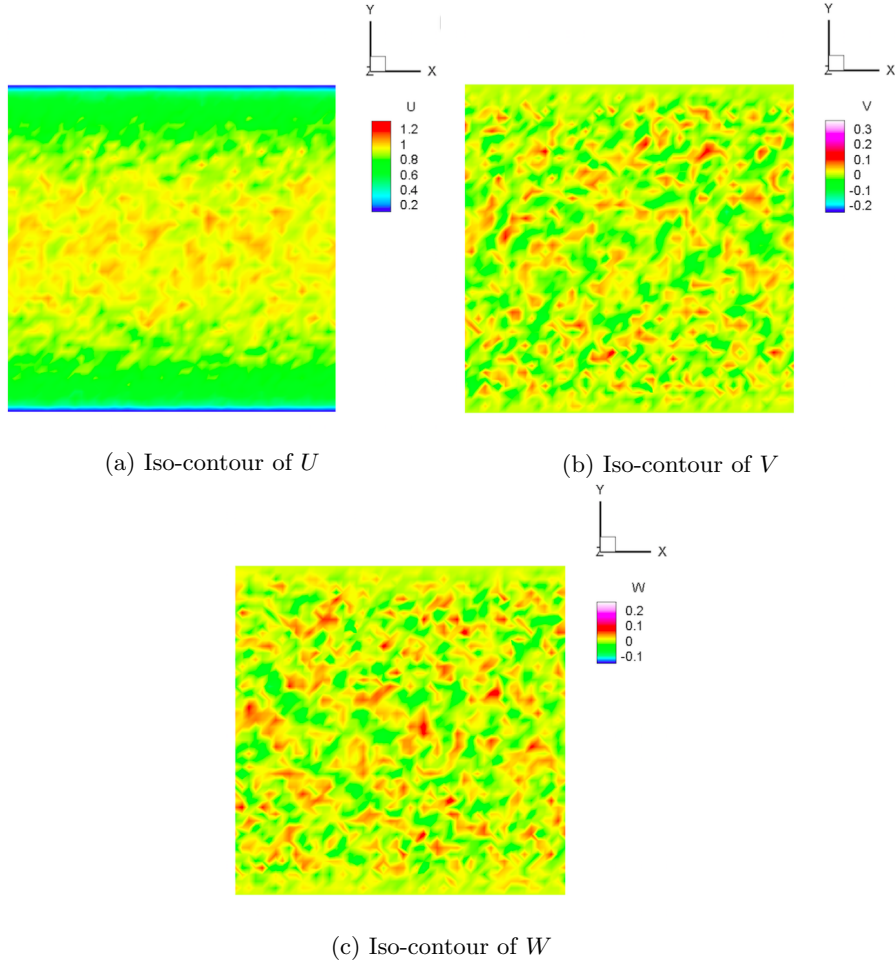 Y
Z X
U
1.2
1
0.8
0.6
0.4
0.2
(a) Iso-contour of U
Y
Z X
V
0.3
0.2
0.1
0
-0.1
-0.2
(b) Iso-contour of V
Y
Z X
W
0.2
0.1
0
-0.1
(c) Iso-contour of W